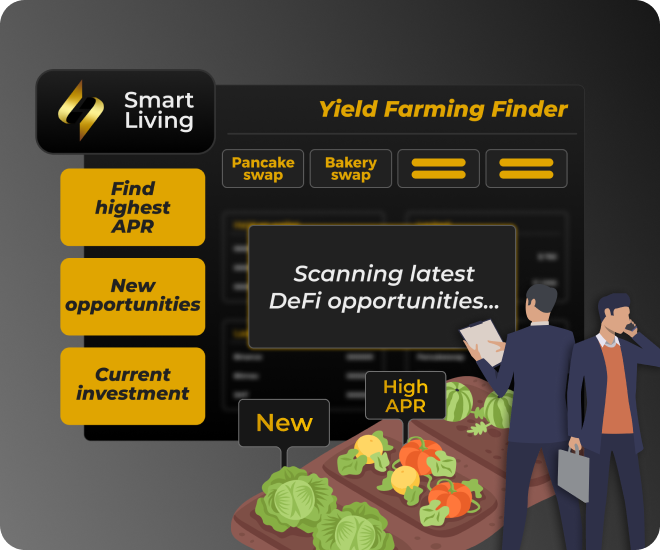 Smart
Living
Yield Farming Finder
Pancake
swap
Bakery
swap
Find
highest
APR
New
opportunities
Current
investment
Scanning latest
DeFi opportunities...
High
APR
New